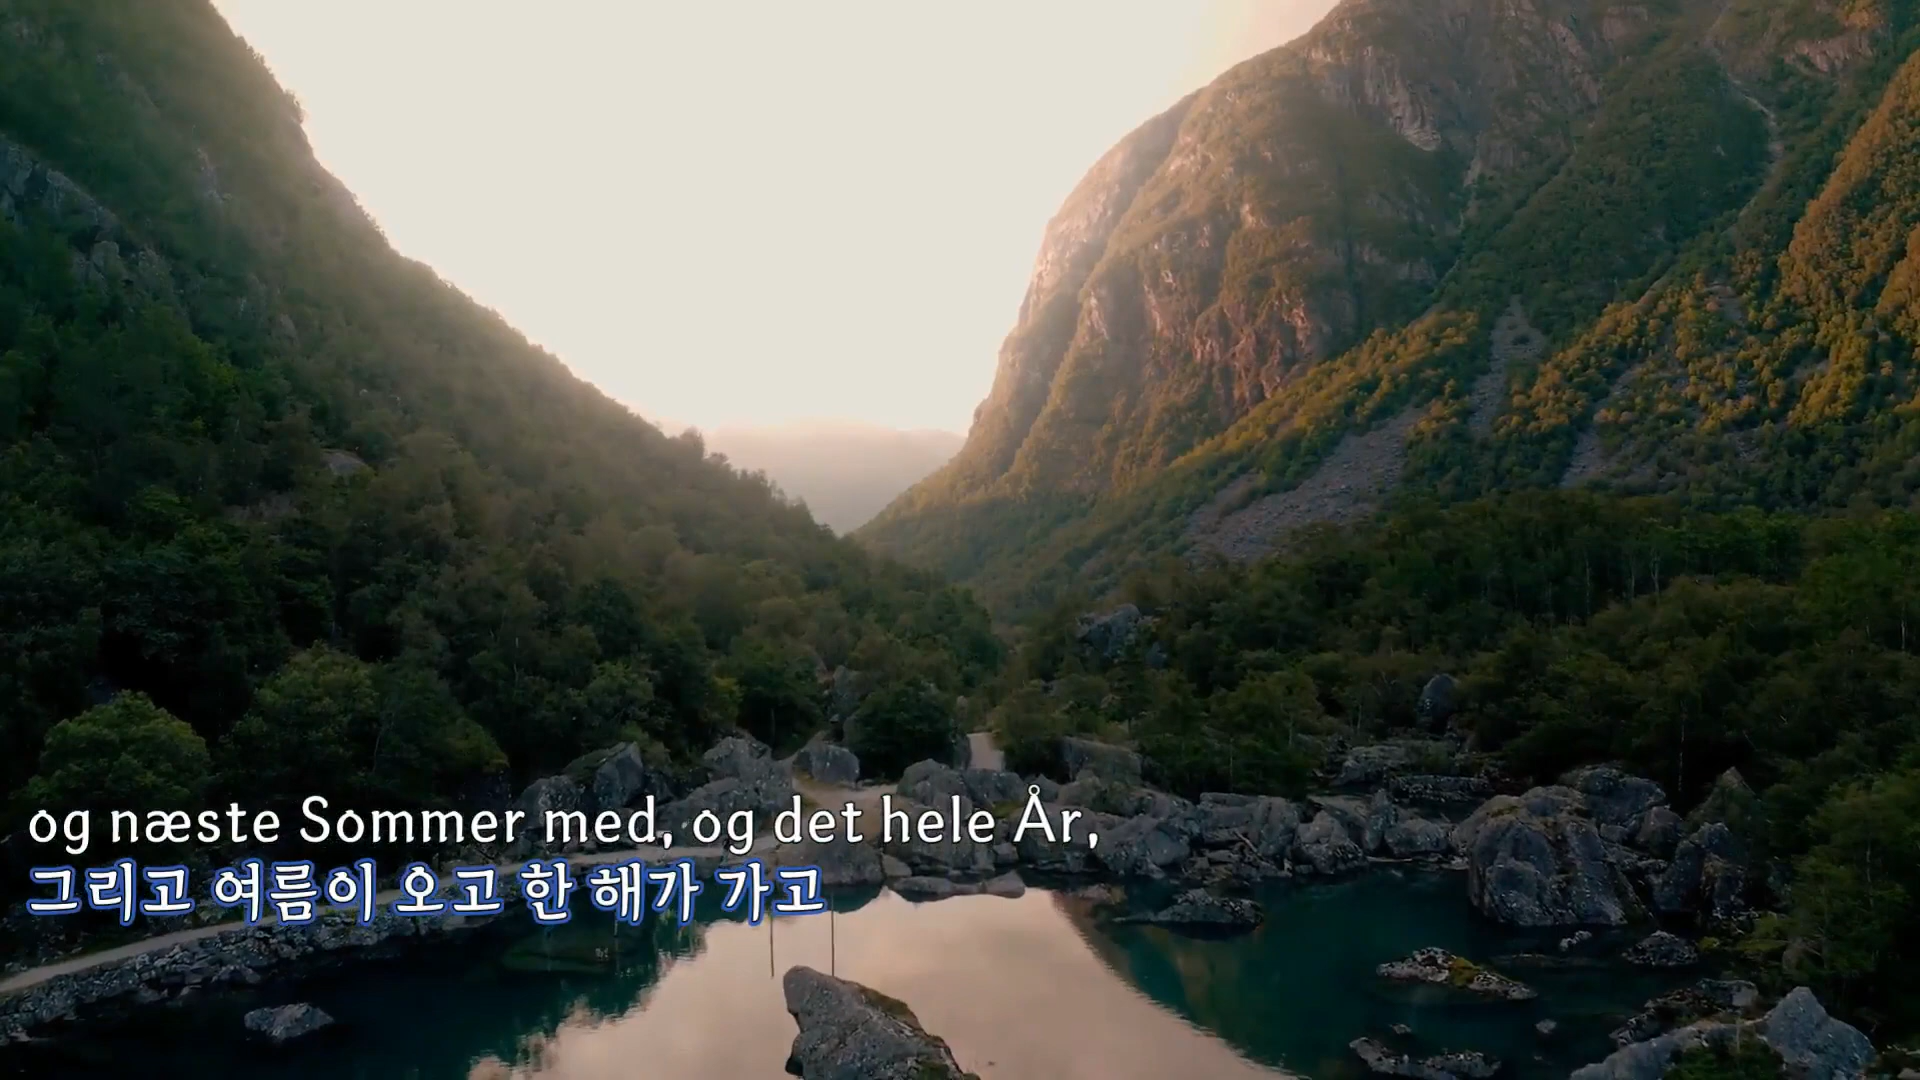 og næste Sommer med, og det hele År,
그리고 여름이 오고 한 해가 가고